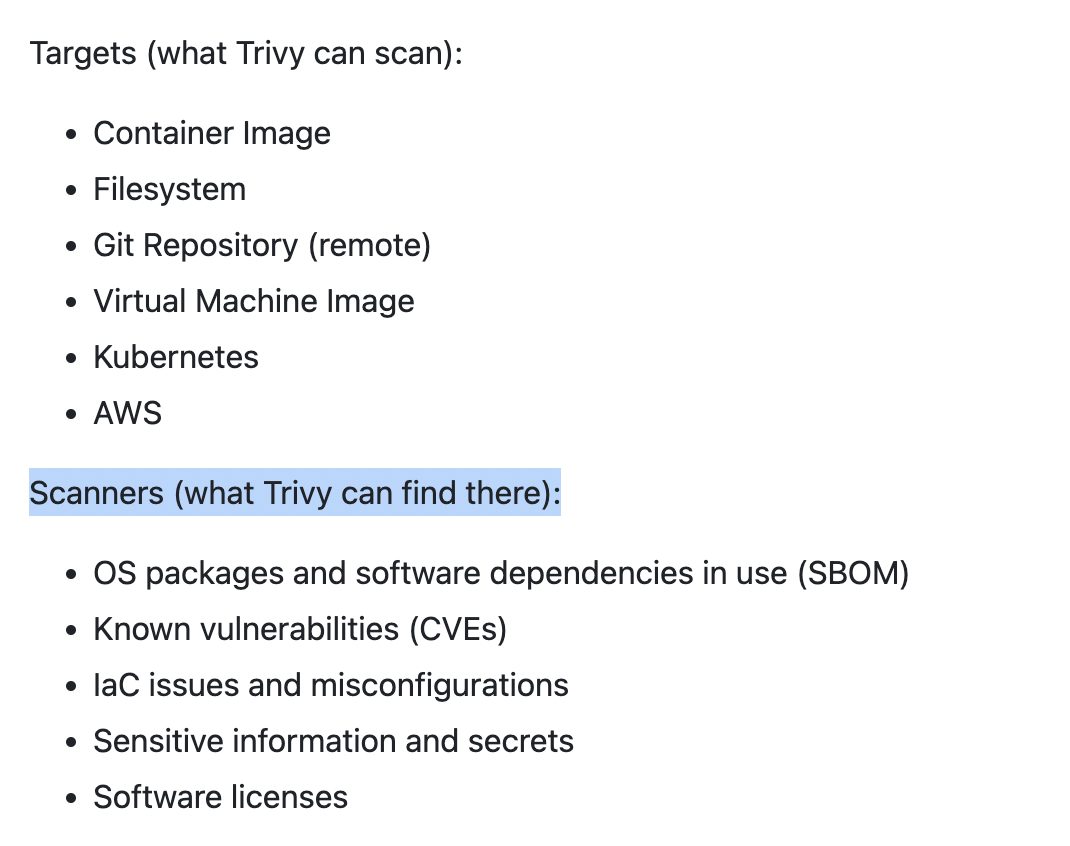 Targets (what Trivy can scan):
• Container Image
• Filesystem
• Git Repository (remote)
• Virtual Machine Image
• Kubernetes
• AWS
Scanners (what Trivy can find there):
• OS packages and software dependencies in use (SBOM)
• Known vulnerabilities (CVEs)
• IaC issues and misconfigurations
• Sensitive information and secrets
• Software licenses